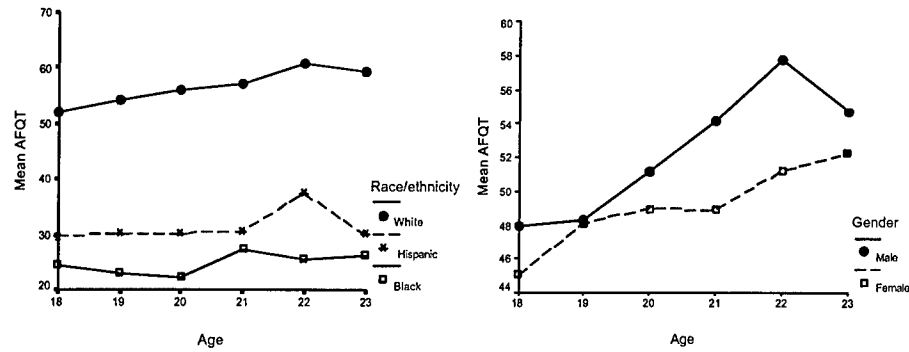 70
60
50
40
30
20
Mean AFQT
18 19 20 21 22 23
Age
Race/ethnicity
White
Hispanic
Black
60
58
56
54
52
50
48
46
44
Mean AFQT
18 19 20 21 22 23
Age
Gender
Male
Female